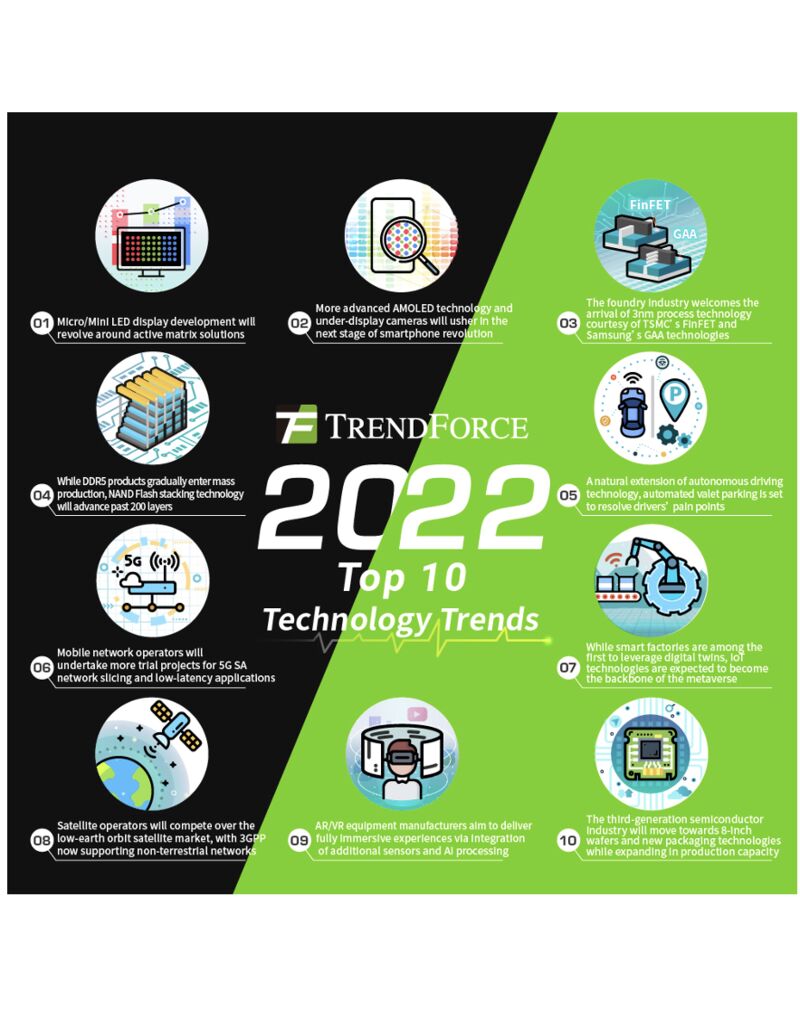 01
Micro/Mini LED display development will
revolve around active matrix solutions
02
More advanced AMOLED technology and
under-display cameras will usher in the
next stage of smartphone revolution
FinFET
GAA
03
The foundry industry welcomes the
arrival of 3nm process technology
courtesy of TSMC's FinFET and
Samsung's GAA technologies
TF TRENDFORCE
2022
Top 10
Technology Trends
04
While DDR5 products gradually enter mass
production, NAND Flash stacking technology
will advance past 200 layers
P
05
A natural extension of autonomous driving
technology, automated valet parking is set
to resolve drivers' pain points
5G
06
Mobile network operators will
undertake more trial projects for 5G SA
network slicing and low-latency applications
07
While smart factories are among the
first to leverage digital twins, IoT
technologies are expected to become
the backbone of the metaverse
08
Satellite operators will compete over the
low-earth orbit satellite market, with 3GPP
now supporting non-terrestrial networks
09
AR/VR equipment manufacturers aim to deliver
fully immersive experiences via integration
of additional sensors and AI processing
10
The third-generation semiconductor
industry will move towards 8-inch
wafers and new packaging technologies
while expanding in production capacity